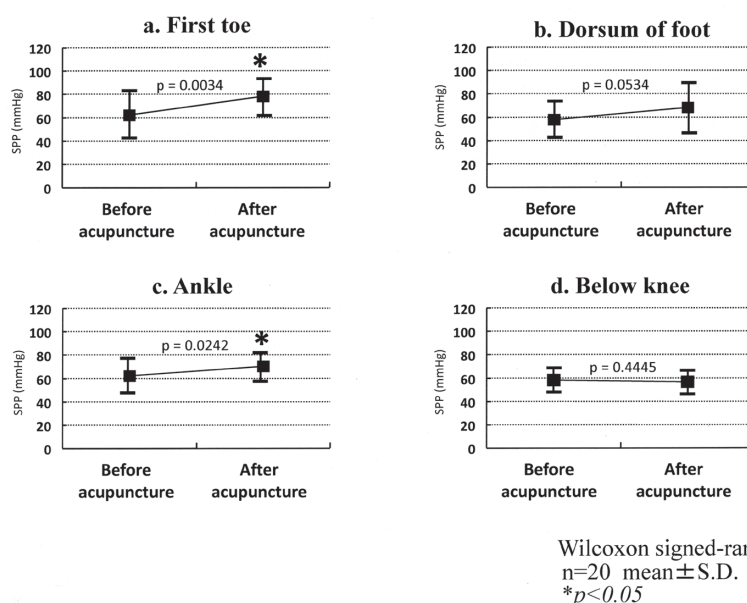 a. First toe
120
100
80
60
40
20
0
SPP (mmHg)
p = 0.0034
*
Before
acupuncture
After
acupuncture
b. Dorsum of foot
120
100
80
60
40
20
0
SPP (mmHg)
p = 0.0534
Before
acupuncture
After
acupuncture
c. Ankle
120
100
80
60
40
20
0
SPP (mmHg)
p = 0.0242
*
Before
acupuncture
After
acupuncture
d. Below knee
120
100
80
60
40
20
0
SPP (mmHg)
p = 0.4445
Before
acupuncture
After
acupuncture
Wilcoxon
n=20 mean±S.D.
*p<0.05